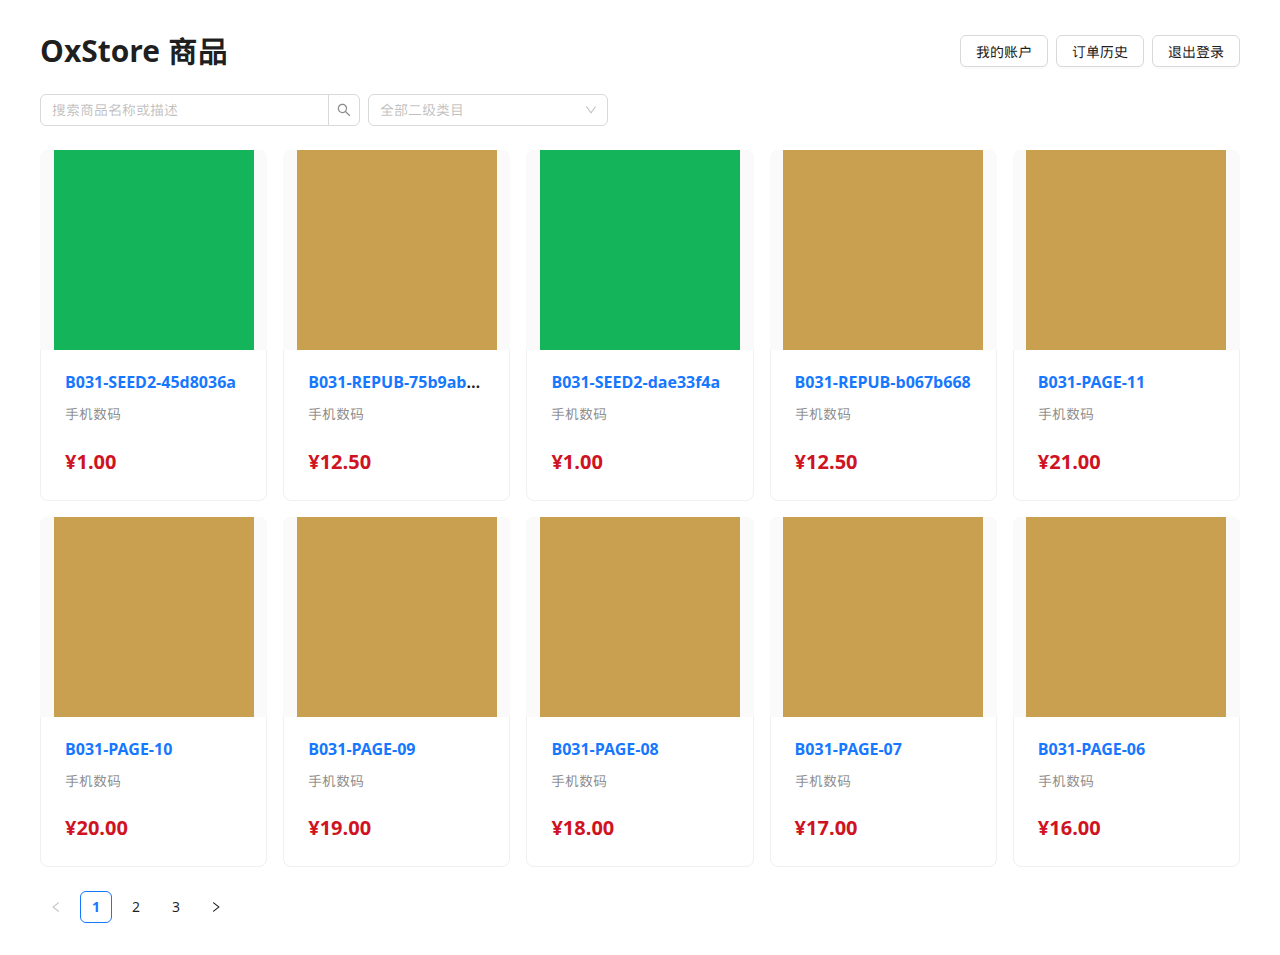 OxStore 商品
我的账户 订单历史 退出登录
搜索商品名称或描述 全部二级类目
B031-SEED2-45d8036a B031-REPUB-75b9ab... B031-SEED2-dae33f4a B031-REPUB-b067b668 B031-PAGE-11
手机数码 手机数码 手机数码 手机数码 手机数码
¥1.00 ¥12.50 ¥1.00 ¥12.50 ¥21.00
B031-PAGE-10 B031-PAGE-09 B031-PAGE-08 B031-PAGE-07 B031-PAGE-06
手机数码 手机数码 手机数码 手机数码 手机数码
¥20.00 ¥19.00 ¥18.00 ¥17.00 ¥16.00
1 2 3